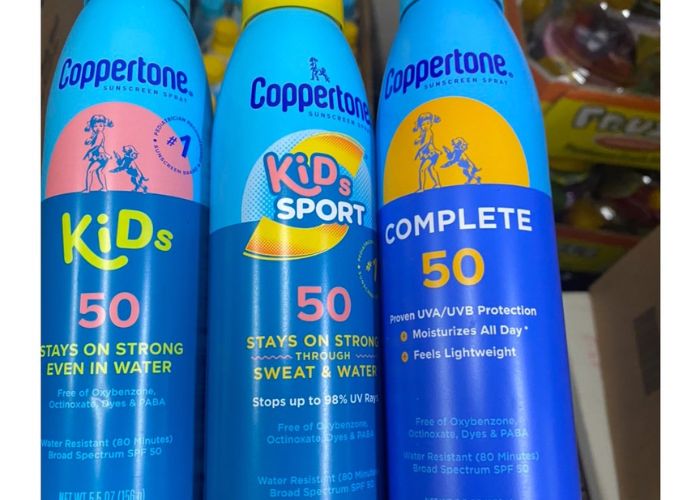 Coppertone
SUNSCREEN SPRAY
#1
KiDs
50
STAYS ON STRONG
EVEN IN WATER
Free of Oxybenzone,
Octinoxate, Dyes & PABA
Water Resistant (80 Minutes)
Broad Spectrum SPF 50
NET WT 5.5 OZ (156g)
Coppertone
SUNSCREEN SPRAY
KiDs
SPORT
50
STAYS ON STRONG
THROUGH
SWEAT & WATER
Stops up to 98% UV Rays
Free of Oxybenzone,
Octinoxate, Dyes & PABA
Water Resistant (80 Minutes)
Broad Spectrum SPF 50
Coppertone
SUNSCREEN SPRAY
COMPLETE
50
Proven UVA/UVB Protection
Moisturizes All Day*
Feels Lightweight
Free of Oxybenzone,
Octinoxate, Dyes & PABA
Water Resistant (80 Minutes)
Broad Spectrum SPF 50